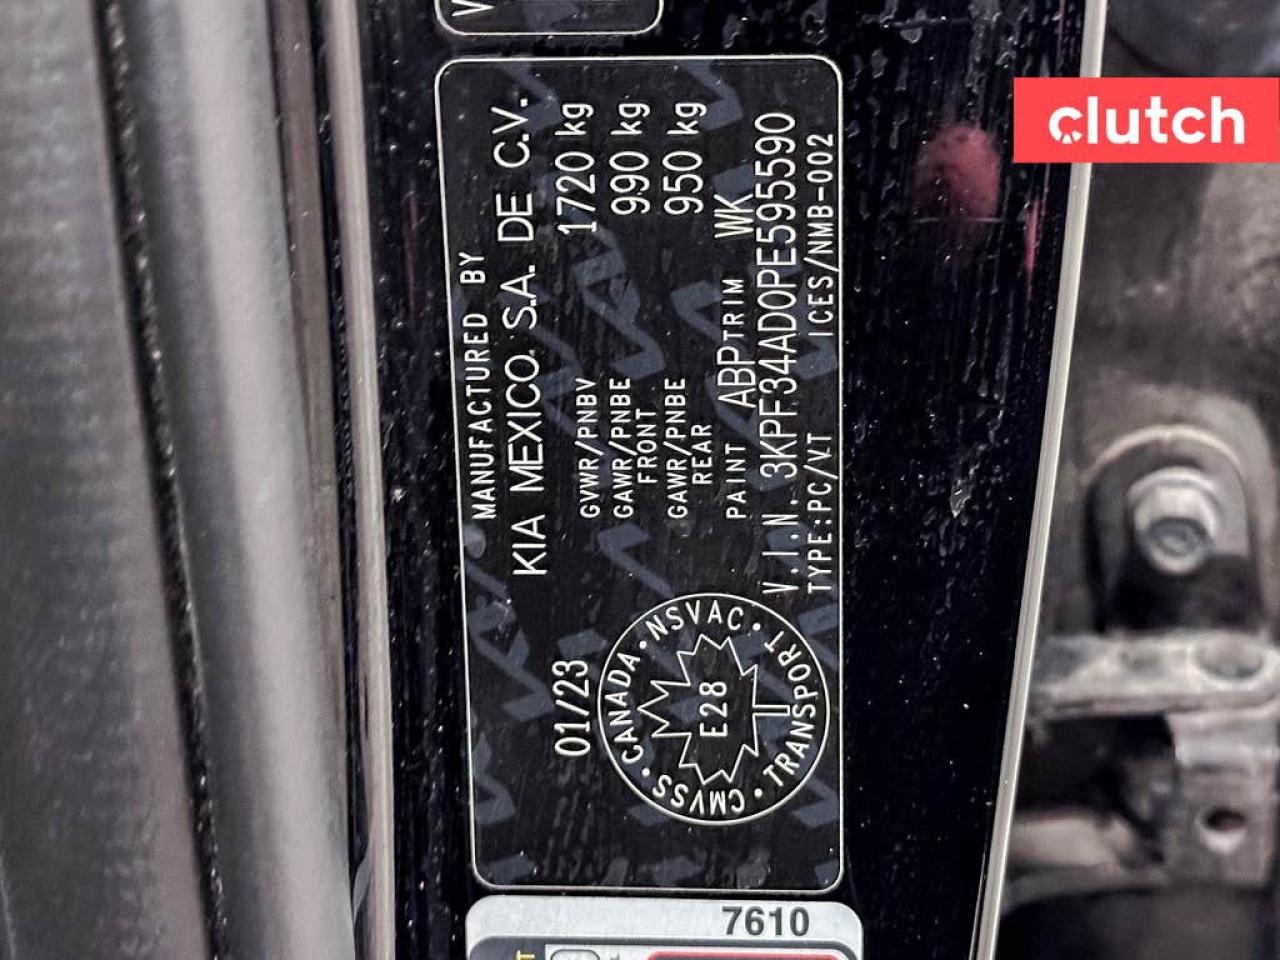 clutch
MANUFACTURED BY
KIA MEXICO. S.A. DE C.V.
01/23
GVWR/PNBV 1720 kg
GAWR/PNBE FRONT 990 kg
GAWR/PNBE REAR 950 kg
PAINT ABP TRIM WK
V.I.N. 3KPF34AD0PE595590
TYPE:PC/VT ICES/NMB-002
CMVSS • CANADA • NSVAC • TRANSPORT •
E28
7610